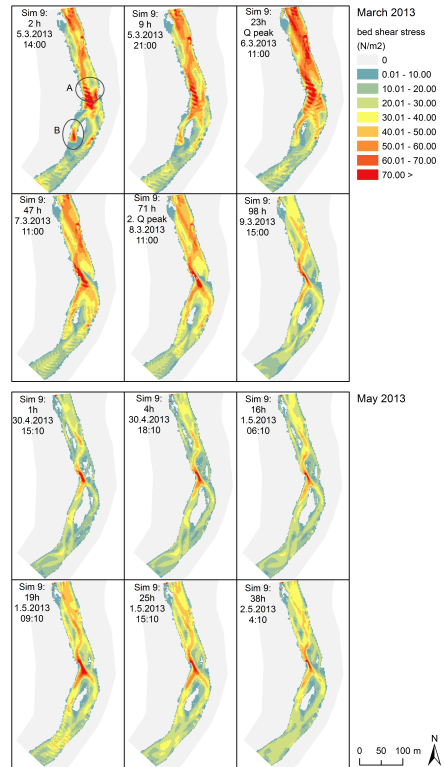 Sim 9:
2 h
5.3.2013
14:00
A
B
Sim 9:
9 h
5.3.2013
21:00
Sim 9:
23h
Q peak
6.3.2013
11:00
March 2013
bed shear stress
(N/m2)
0
0.01 - 10.00
10.01 - 20.00
20.01 - 30.00
30.01 - 40.00
40.01 - 50.00
50.01 - 60.00
60.01 - 70.00
70.00 >
Sim 9:
47 h
7.3.2013
11:00
Sim 9:
71 h
2. Q peak
8.3.2013
11:00
Sim 9:
98 h
9.3.2013
15:00
May 2013
Sim 9:
1h
30.4.2013
15:10
Sim 9:
4h
30.4.2013
18:10
Sim 9:
16h
1.5.2013
06:10
Sim 9:
19h
1.5.2013
09:10
Sim 9:
25h
1.5.2013
15:10
Sim 9:
38h
2.5.2013
4:10
0 50 100 m
N